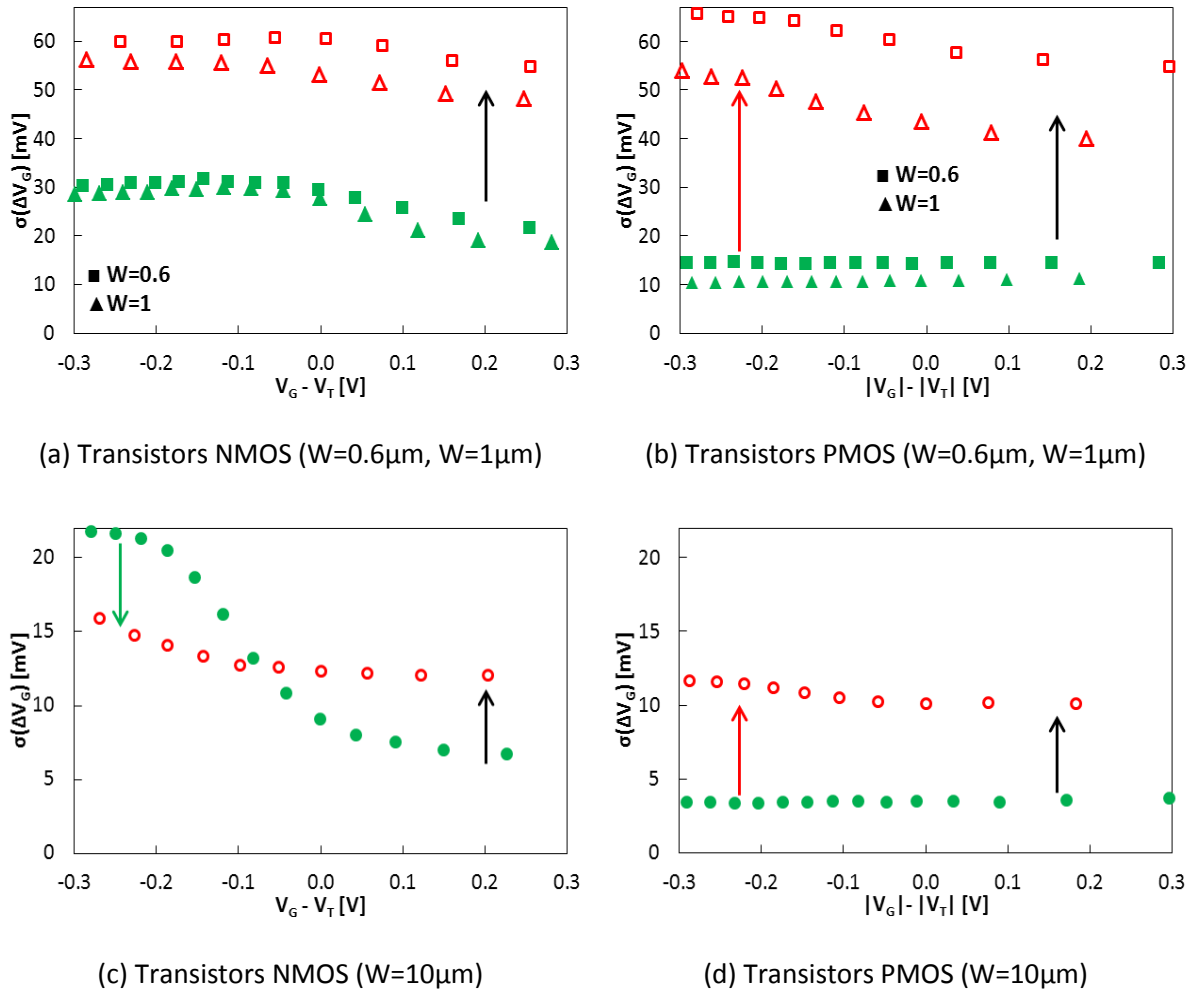 60
50
40
30
20
10
0
σ(ΔV_G) [mV]
W=0.6
W=1
-0.3 -0.2 -0.1 0.0 0.1 0.2 0.3
V_G - V_T [V]
(a) Transistors NMOS (W=0.6µm, W=1µm)
60
50
40
30
20
10
0
σ(ΔV_G) [mV]
W=0.6
W=1
-0.3 -0.2 -0.1 0.0 0.1 0.2 0.3
|V_G| - |V_T| [V]
(b) Transistors PMOS (W=0.6µm, W=1µm)
20
15
10
5
0
σ(ΔV_G) [mV]
-0.3 -0.2 -0.1 0.0 0.1 0.2 0.3
V_G - V_T [V]
(c) Transistors NMOS (W=10µm)
20
15
10
5
0
σ(ΔV_G) [mV]
-0.3 -0.2 -0.1 0.0 0.1 0.2 0.3
|V_G| - |V_T| [V]
(d) Transistors PMOS (W=10µm)